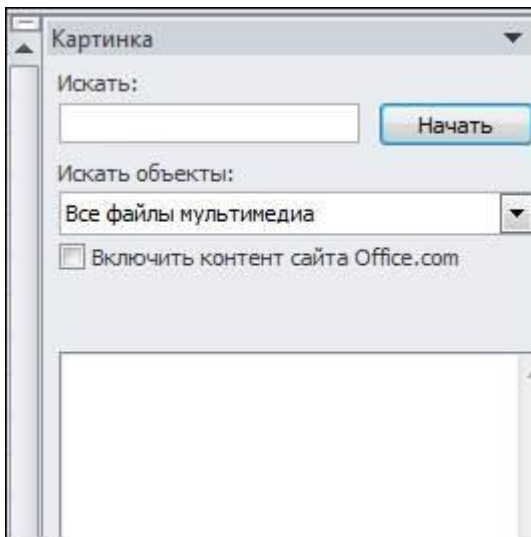 Картинка
Искать:
Начать
Искать объекты:
Все файлы мультимедиа
Включить контент сайта Office.com